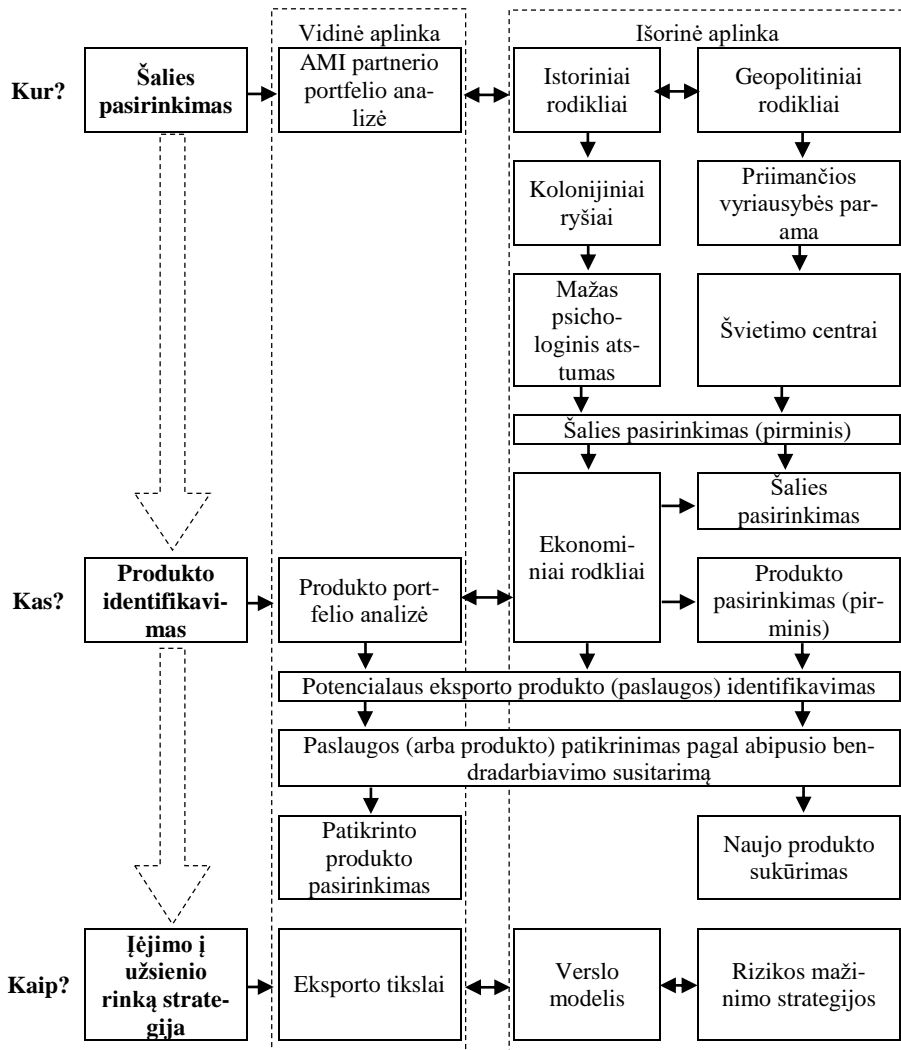 Vidinė aplinka
Išorinė aplinka
Kur?
Šalies
pasirinkimas
AMI partnerio
portfelio ana-
lizė
Istoriniai
rodikliai
Geopolitiniai
rodikliai
Kolonijiniai
ryšiai
Priimančios
vyriausybės par-
ama
Mažas
psicho-
loginis ats-
tumas
Švietimo centrai
Šalies pasirinkimas (pirminis)
Šalies
pasirinkimas
Kas?
Produkto
identifikavi-
mas
Produkto port-
felio analizė
Ekonomi-
niai rodkliai
Produkto
pasirinkimas (pir-
minis)
Potencialaus eksporto produkto (paslaugos) identifikavimas
Paslaugos (arba produkto) patikrinimas pagal abipusio ben-
dradarbiavimo susitarimą
Patikrinto
produkto
pasirinkimas
Naujo produkto
sukūrimas
Kaip?
Įėjimo į
užsienio
rinką strate-
gija
Eksporto tikslai
Verslo
modelis
Rizikos maži-
nimo strategijos